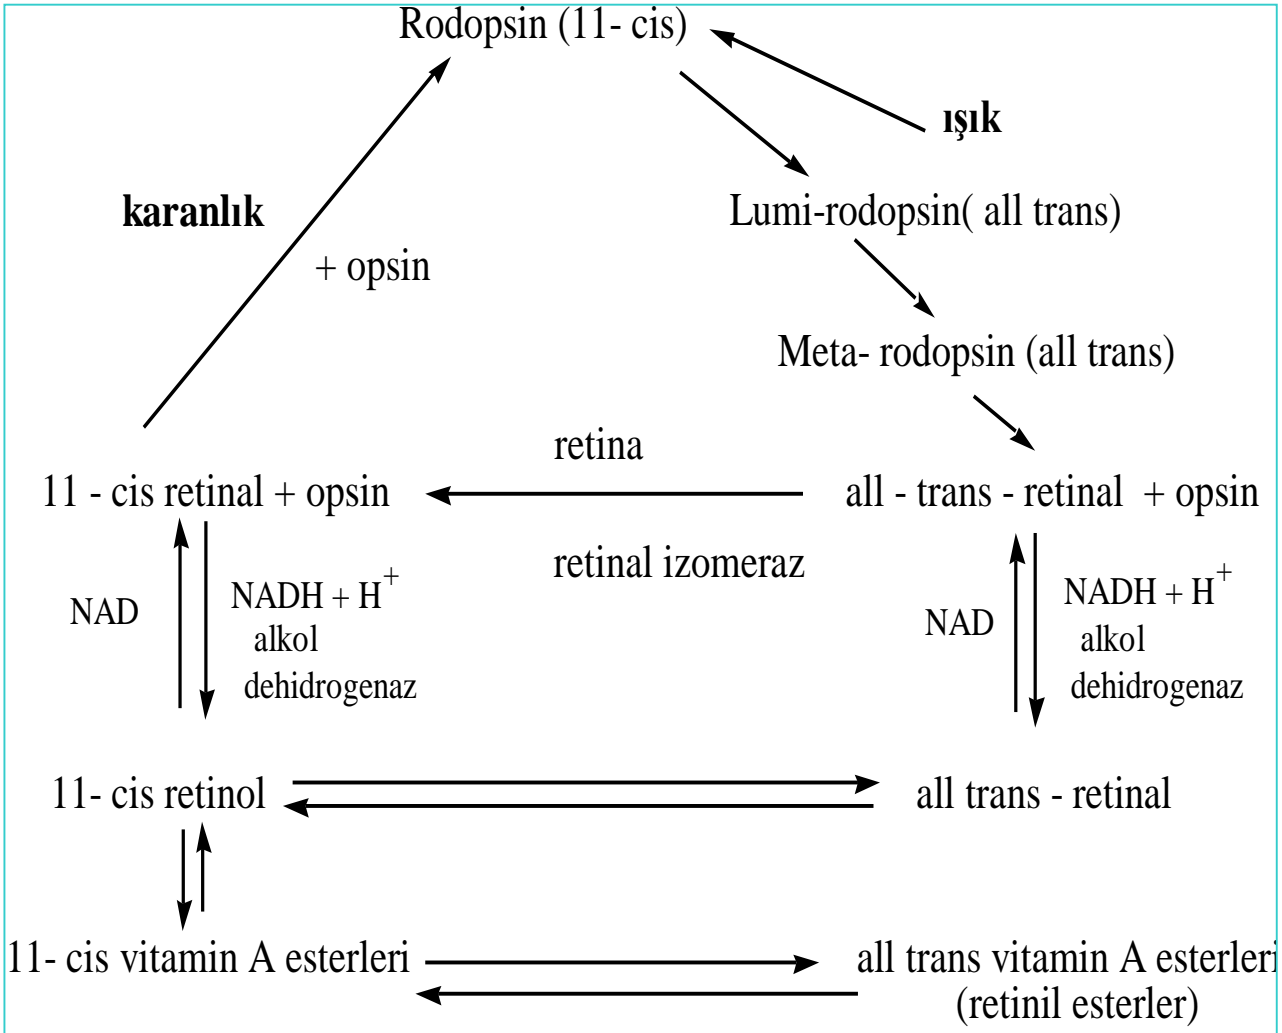 Rodopsin (11- cis)
ışık
karanlık
Lumi-rodopsin( all trans)
+ opsin
Meta- rodopsin (all trans)
retina
11 - cis retinal + opsin
all - trans - retinal + opsin
retinal izomeraz
NAD
NADH + H+
alkol
dehidrogenaz
NAD
NADH + H+
alkol
dehidrogenaz
11- cis retinol
all trans - retinal
11- cis vitamin A esterleri
all trans vitamin A esterleri
(retinil esterler)